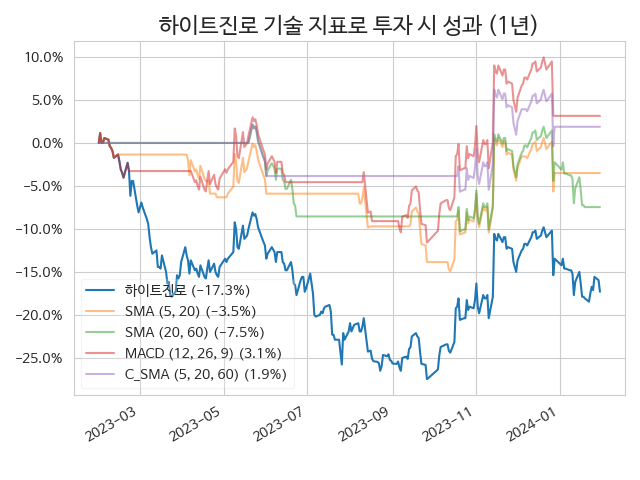 하이트진로 기술 지표로 투자 시 성과 (1년)
10.0%
5.0%
0.0%
−5.0%
−10.0%
−15.0%
−20.0%
−25.0%
하이트진로 (−17.3%)
SMA (5, 20) (−3.5%)
SMA (20, 60) (−7.5%)
MACD (12, 26, 9) (3.1%)
C_SMA (5, 20, 60) (1.9%)
2023−03
2023−05
2023−07
2023−09
2023−11
2024−01